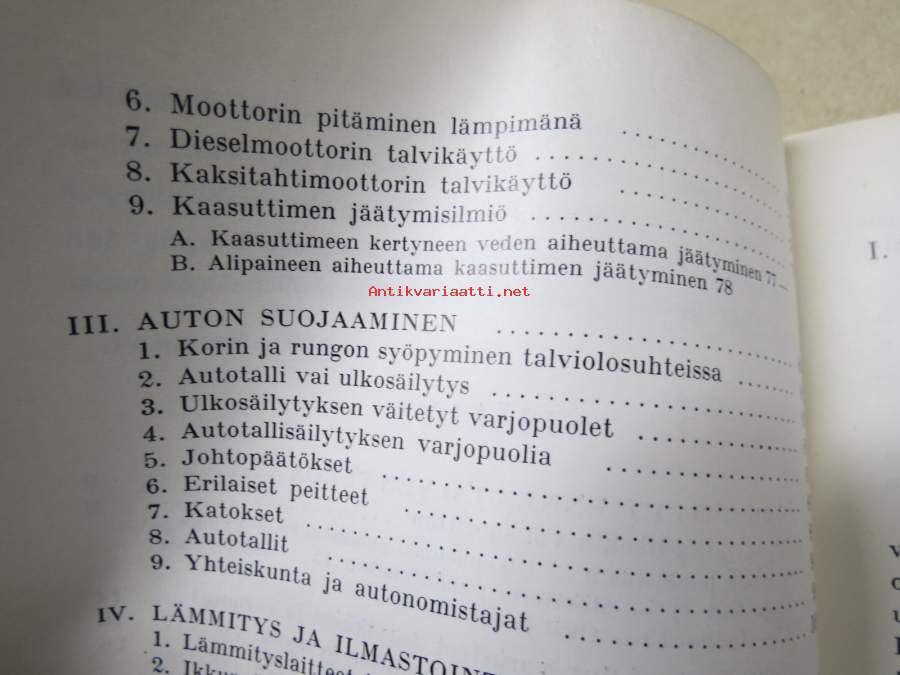 6. Moottorin pitäminen lämpimänä ..........
7. Dieselmoottorin talvikäyttö ..........
8. Kaksitahtimoottorin talvikäyttö ..........
9. Kaasuttimen jäätymisilmiö ..........
A. Kaasuttimeen kertyneen veden aiheuttama jäätyminen 77
B. Alipaineen aiheuttama kaasuttimen jäätyminen 78
Antikvariaatti.net
III. AUTON SUOJAAMINEN ..........
1. Korin ja rungon syöpyminen talviolosuhteissa ..........
2. Autotalli vai ulkosäilytys ..........
3. Ulkosäilytyksen väitetyt varjopuolet ..........
4. Autotallisäilytyksen varjopuolia ..........
5. Johtopäätökset ..........
6. Erilaiset peitteet ..........
7. Katokset ..........
8. Autotallit ..........
9. Yhteiskunta ja autonomistajat ..........
IV. LÄMMITYS JA
1.
2.
I.